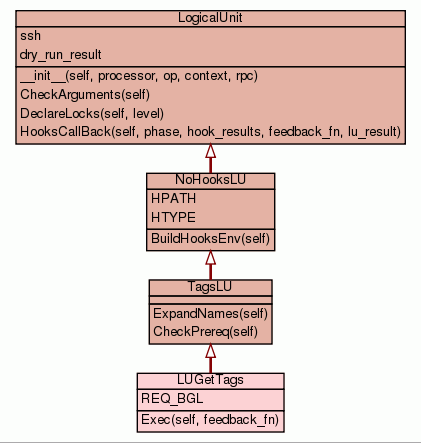 LogicalUnit
ssh
dry_run_result
__init__(self, processor, op, context, rpc)
CheckArguments(self)
DeclareLocks(self, level)
HooksCallBack(self, phase, hook_results, feedback_fn, lu_result)
NoHooksLU
HPATH
HTYPE
BuildHooksEnv(self)
TagsLU
ExpandNames(self)
CheckPrereq(self)
LUGetTags
REQ_BGL
Exec(self, feedback_fn)